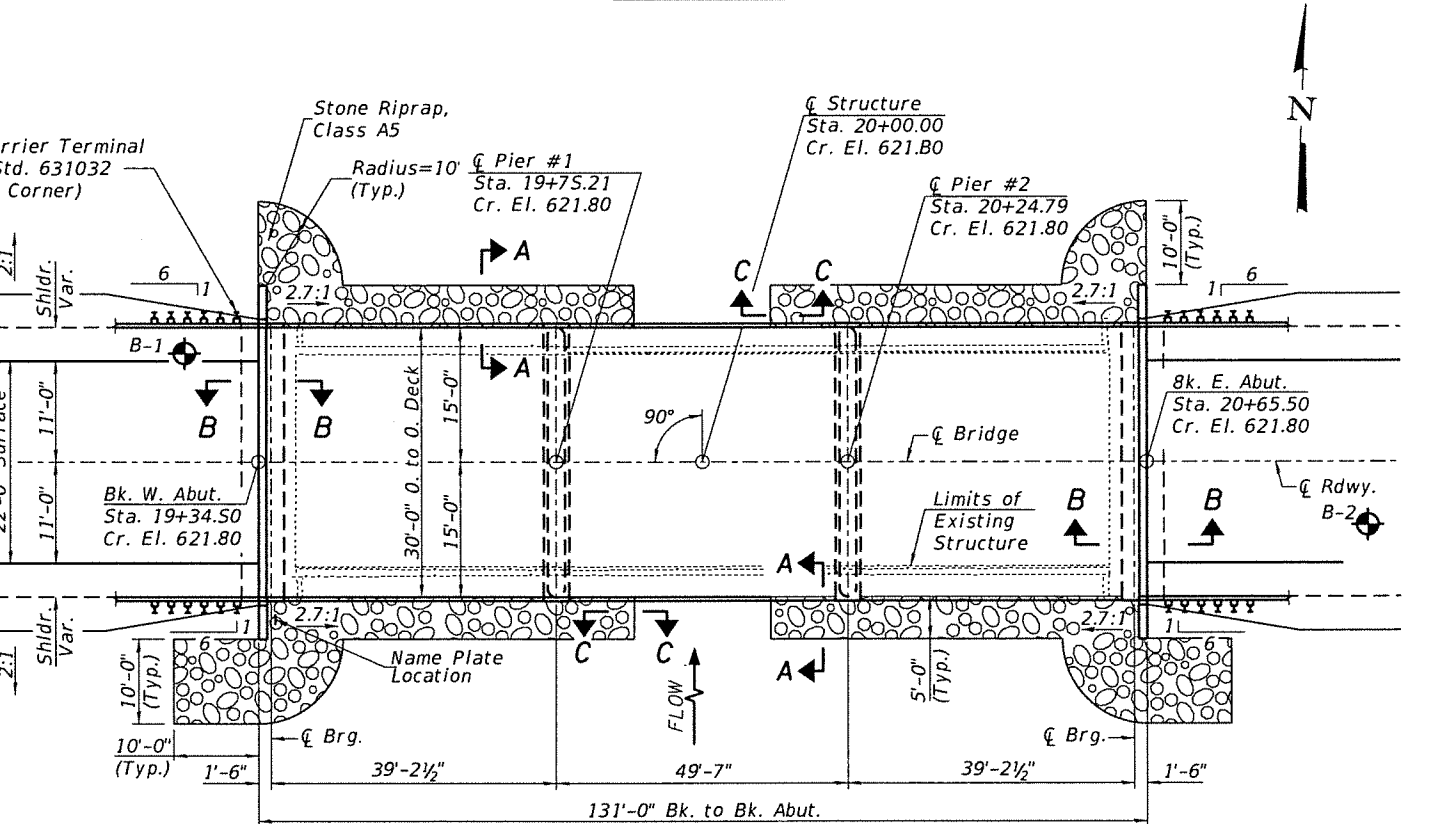 Stone Riprap,
Class A5
℄ Structure
Sta. 20+00.00
Cr. El. 621.B0
N
rrier Terminal
Std. 631032
Corner)
Radius=10'
(Typ.)
℄ Pier #1
Sta. 19+7S.21
Cr. El. 621.80
℄ Pier #2
Sta. 20+24.79
Cr. El. 621.80
10'-0"
(Typ.)
2:1
Shldr.
Var.
6
1
A
C
C
6
1
2.7:1
2.7:1
B-1
A
B
B
11'-0"
30'-0" O. to O. Deck
15'-0"
90°
8k. E. Abut.
Sta. 20+65.50
Cr. El. 621.80
℄ Bridge
22'-0" Surface
11'-0"
15'-0"
Bk. W. Abut.
Sta. 19+34.S0
Cr. El. 621.80
Limits of
Existing
Structure
B
B
℄ Rdwy.
B-2
A
2:1
Shldr.
Var.
1
6
2.7:1
2.7:1
1
6
Name Plate
Location
C
C
A
FLOW
5'-0"
(Typ.)
10'-0"
(Typ.)
10'-0"
(Typ.)
℄ Brg.
℄ Brg.
1'-6"
39'-2½"
49'-7"
39'-2½"
1'-6"
131'-0" Bk. to Bk. Abut.